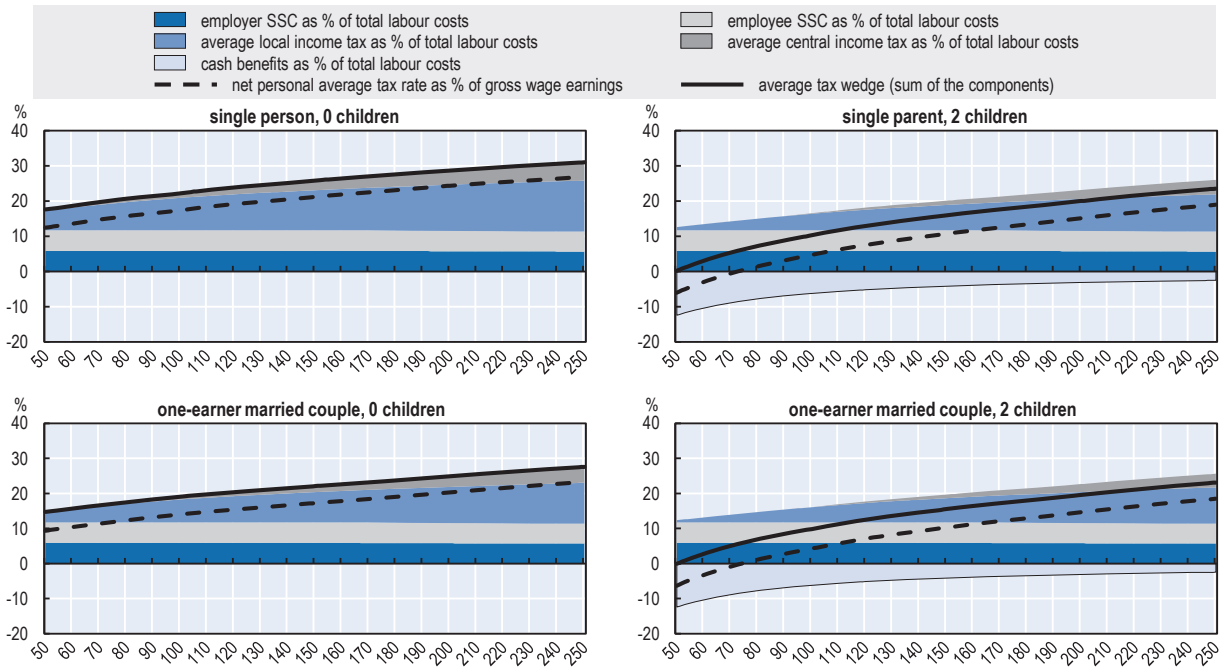 employer SSC as % of total labour costs
employee SSC as % of total labour costs
average local income tax as % of total labour costs
average central income tax as % of total labour costs
cash benefits as % of total labour costs
net personal average tax rate as % of gross wage earnings
average tax wedge (sum of the components)
%
single person, 0 children
40
30
20
10
0
-10
-20
50 60 70 80 90 100 110 120 130 140 150 160 170 180 190 200 210 220 230 240 250
%
single parent, 2 children
40
30
20
10
0
-10
-20
50 60 70 80 90 100 110 120 130 140 150 160 170 180 190 200 210 220 230 240 250
%
one-earner married couple, 0 children
40
30
20
10
0
-10
-20
50 60 70 80 90 100 110 120 130 140 150 160 170 180 190 200 210 220 230 240 250
%
one-earner married couple, 2 children
40
30
20
10
0
-10
-20
50 60 70 80 90 100 110 120 130 140 150 160 170 180 190 200 210 220 230 240 250